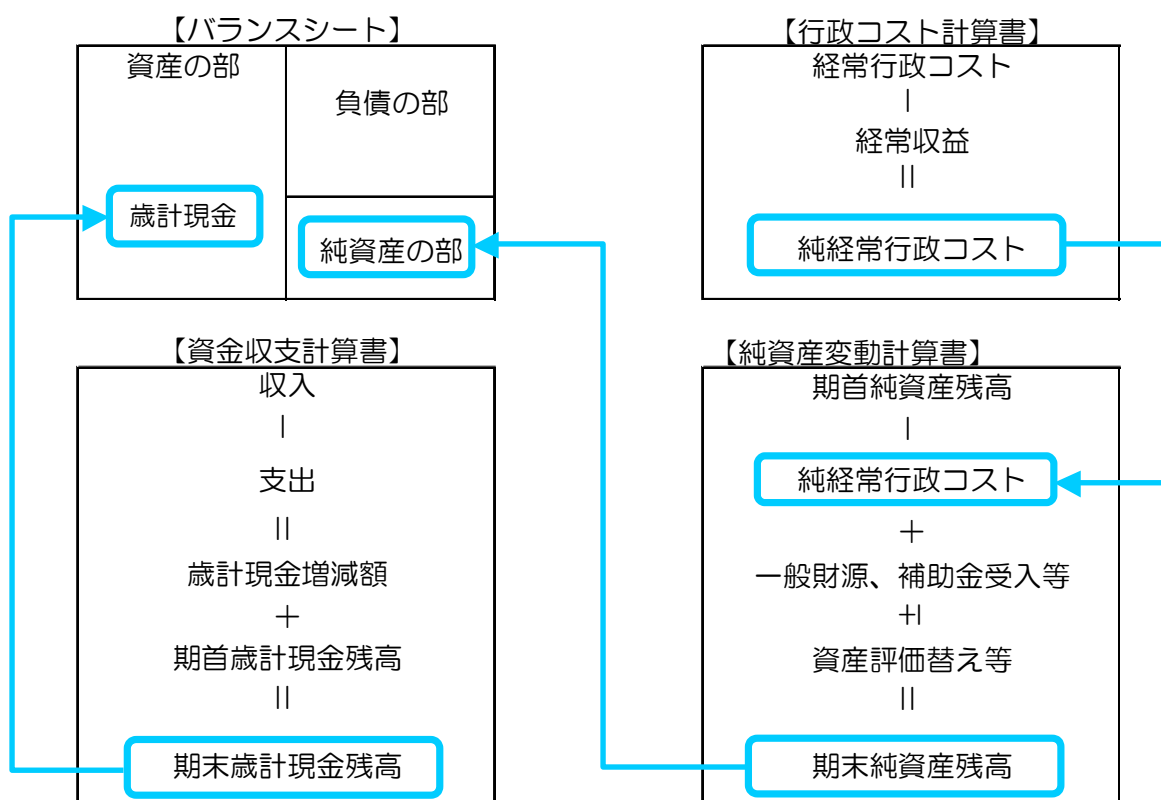 【バランスシート】
資産の部
負債の部
歳計現金
純資産の部
【行政コスト計算書】
経常行政コスト
－
経常収益
＝
純経常行政コスト
【資金収支計算書】
収入
－
支出
＝
歳計現金増減額
＋
期首歳計現金残高
＝
期末歳計現金残高
【純資産変動計算書】
期首純資産残高
－
純経常行政コスト
＋
一般財源、補助金受入等
±
資産評価替え等
＝
期末純資産残高